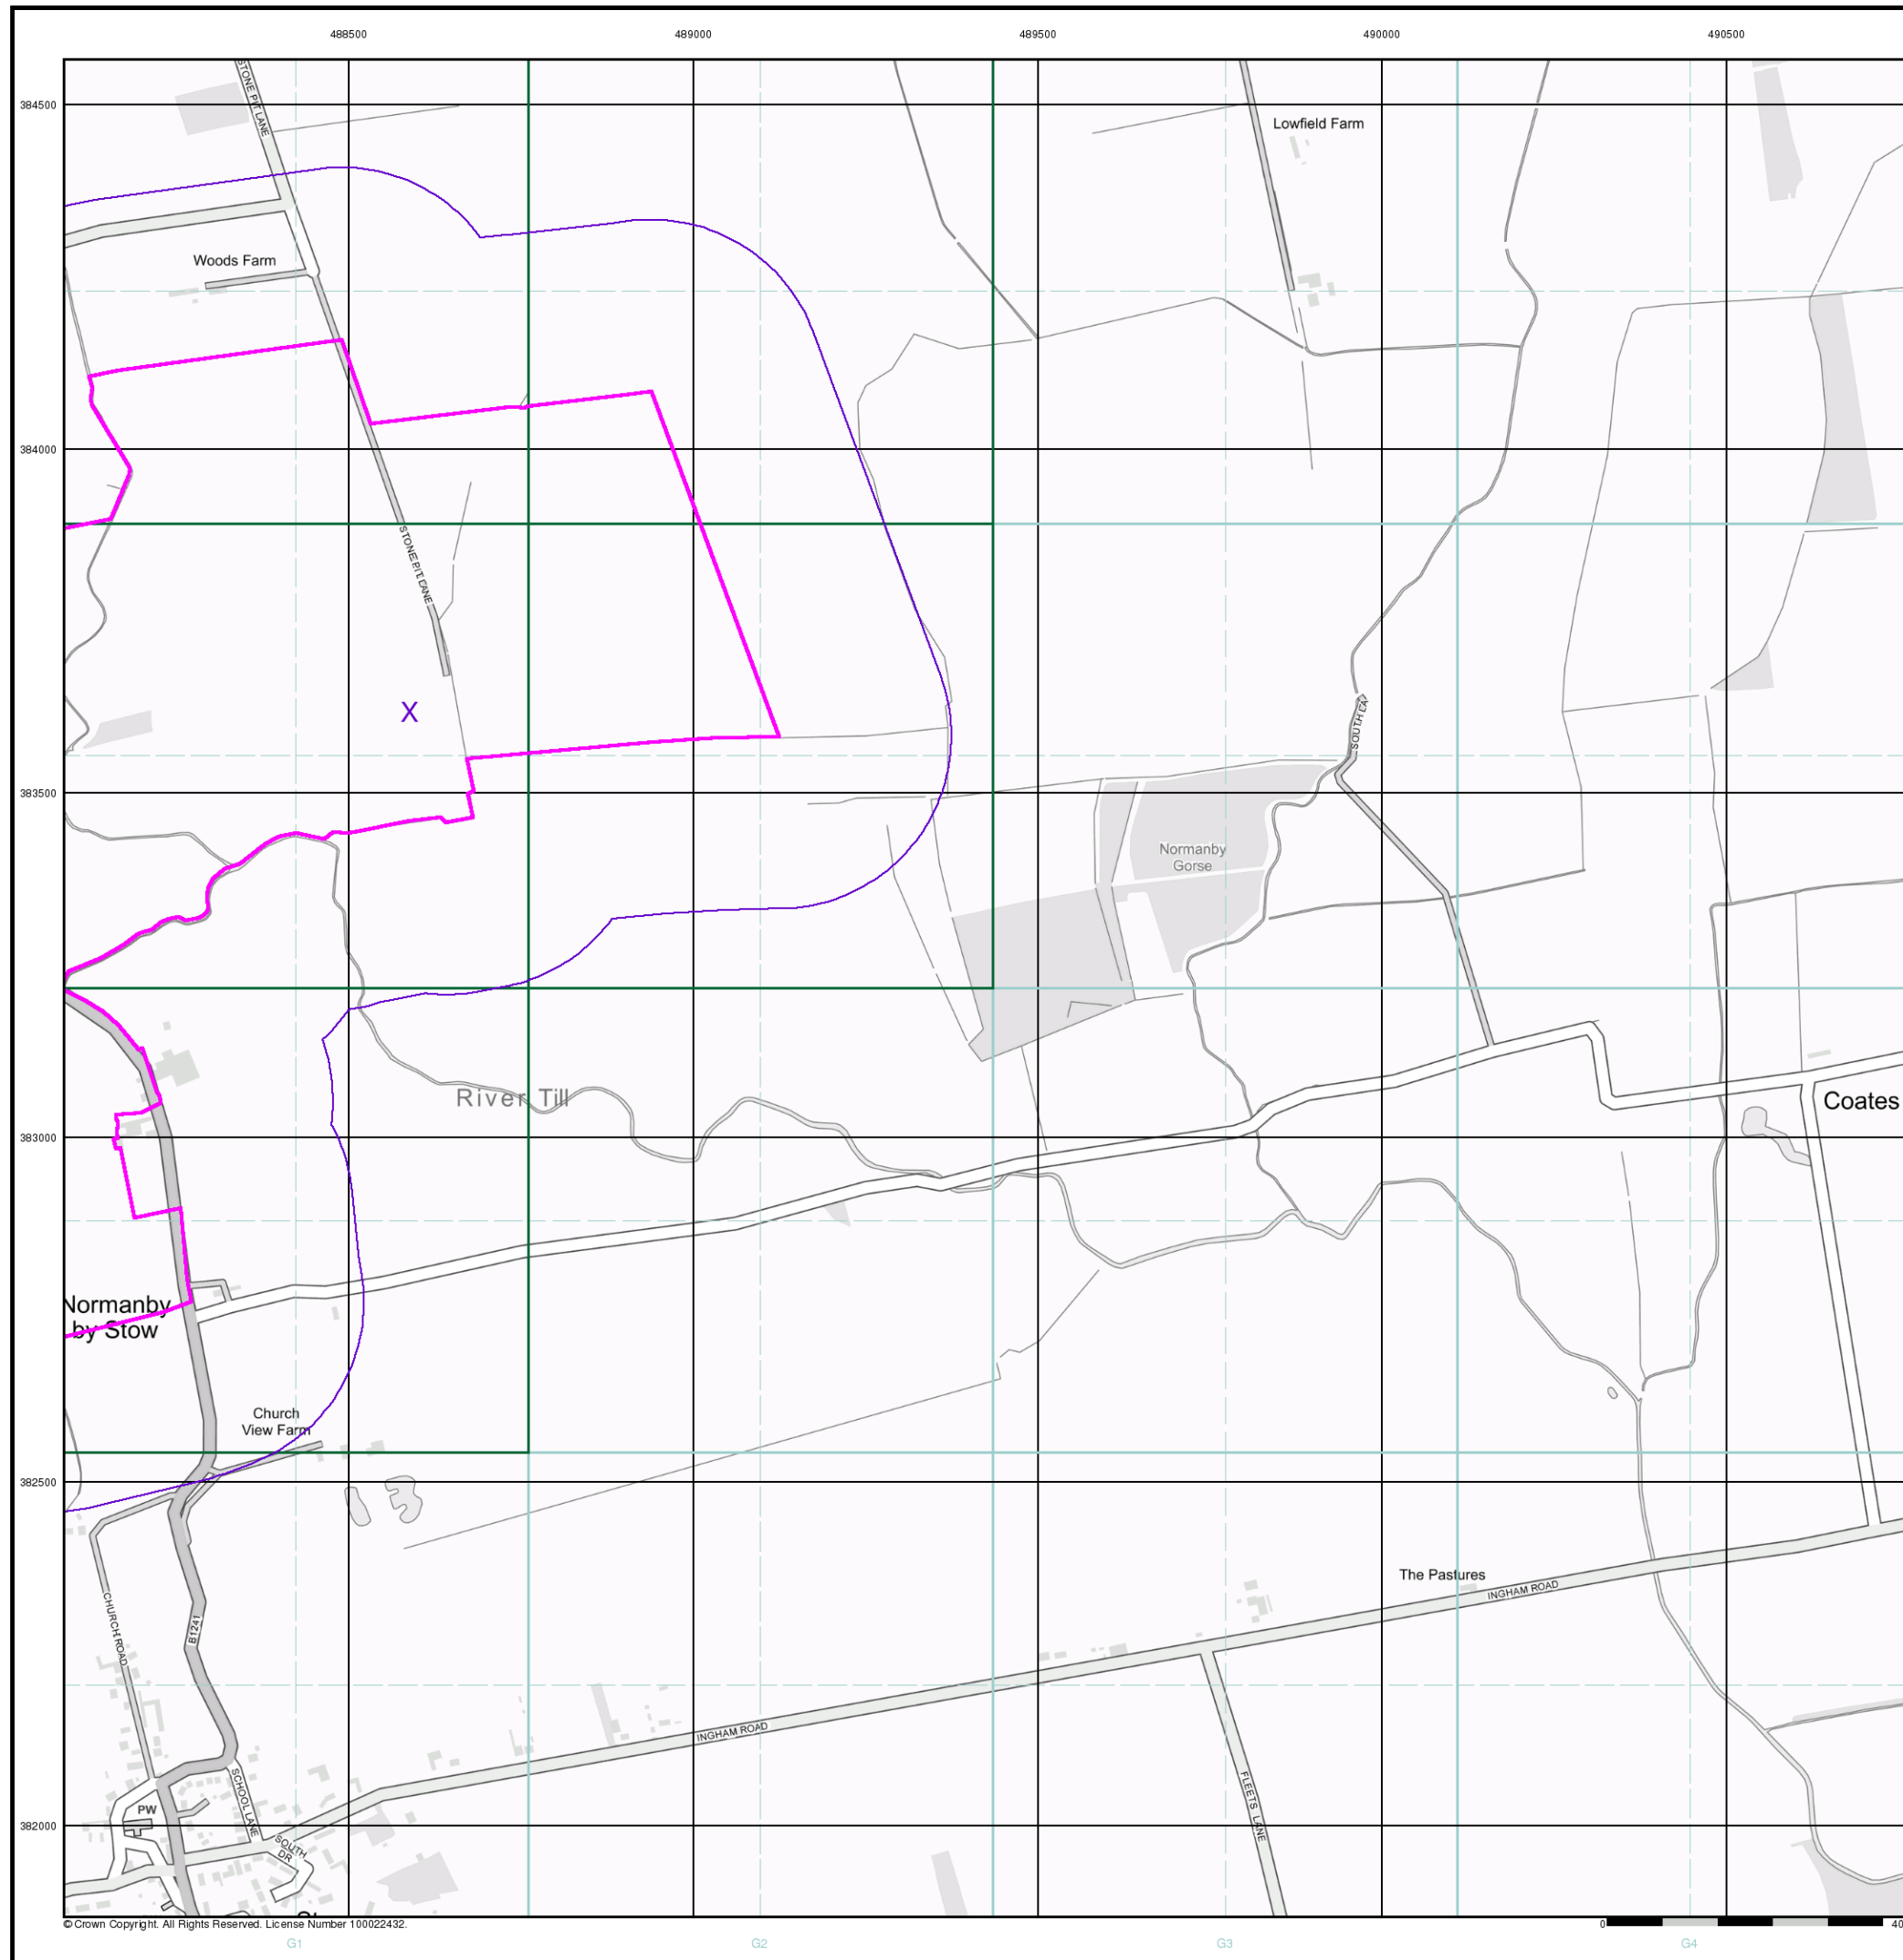 488500 489000 489500 490000 490500
384500
STONE PIT LANE
Lowfield Farm
Woods Farm
384000
STONE PIT LANE
X
SOUTH LA
383500
Normanby
Gorse
River Till
Coates
383000
Normanby
by Stow
Church
View Farm
382500
The Pastures
INGHAM ROAD
CHURCH ROAD
B1241
INGHAM ROAD
FLEETS LANE
SCHOOL LANE
PW
382000
SOUTH
DR
© Crown Copyright. All Rights Reserved. License Number 100022432.
0 40
G1 G2 G3 G4